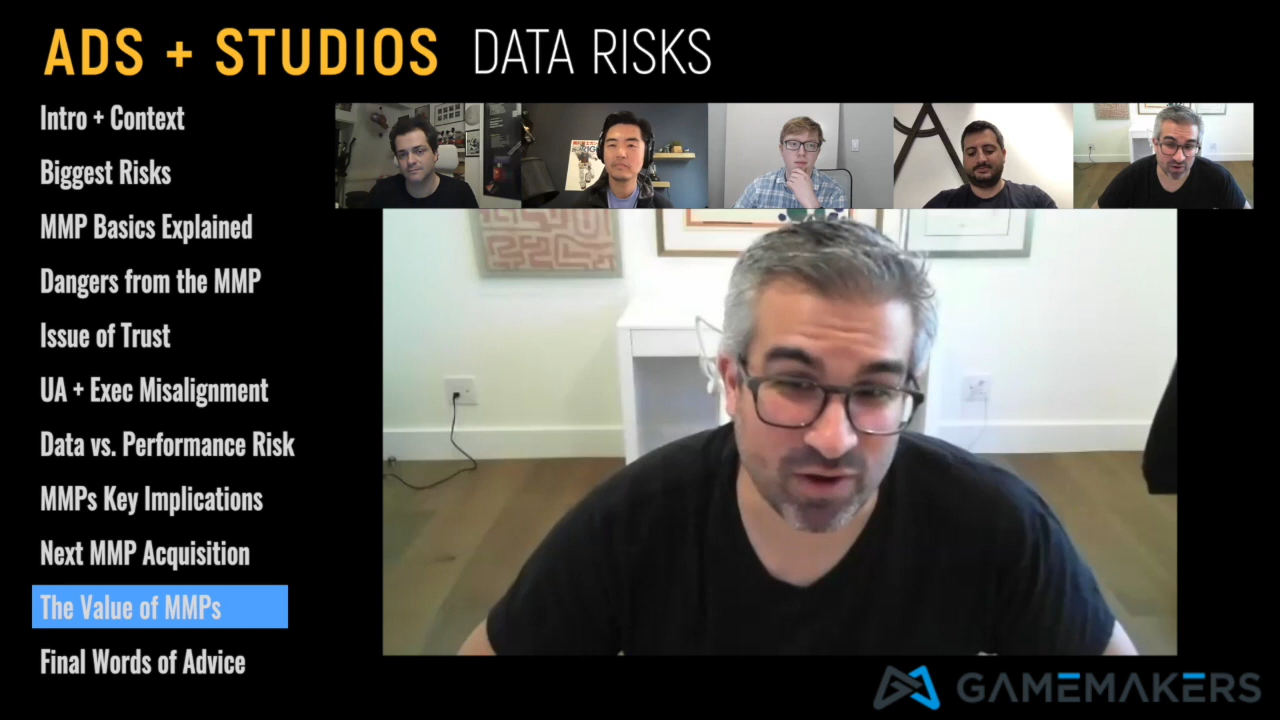 ADS + STUDIOS DATA RISKS
Intro + Context
Biggest Risks
MMP Basics Explained
Dangers from the MMP
Issue of Trust
UA + Exec Misalignment
Data vs. Performance Risk
MMPs Key Implications
Next MMP Acquisition
The Value of MMPs
Final Words of Advice
GAMEMAKERS